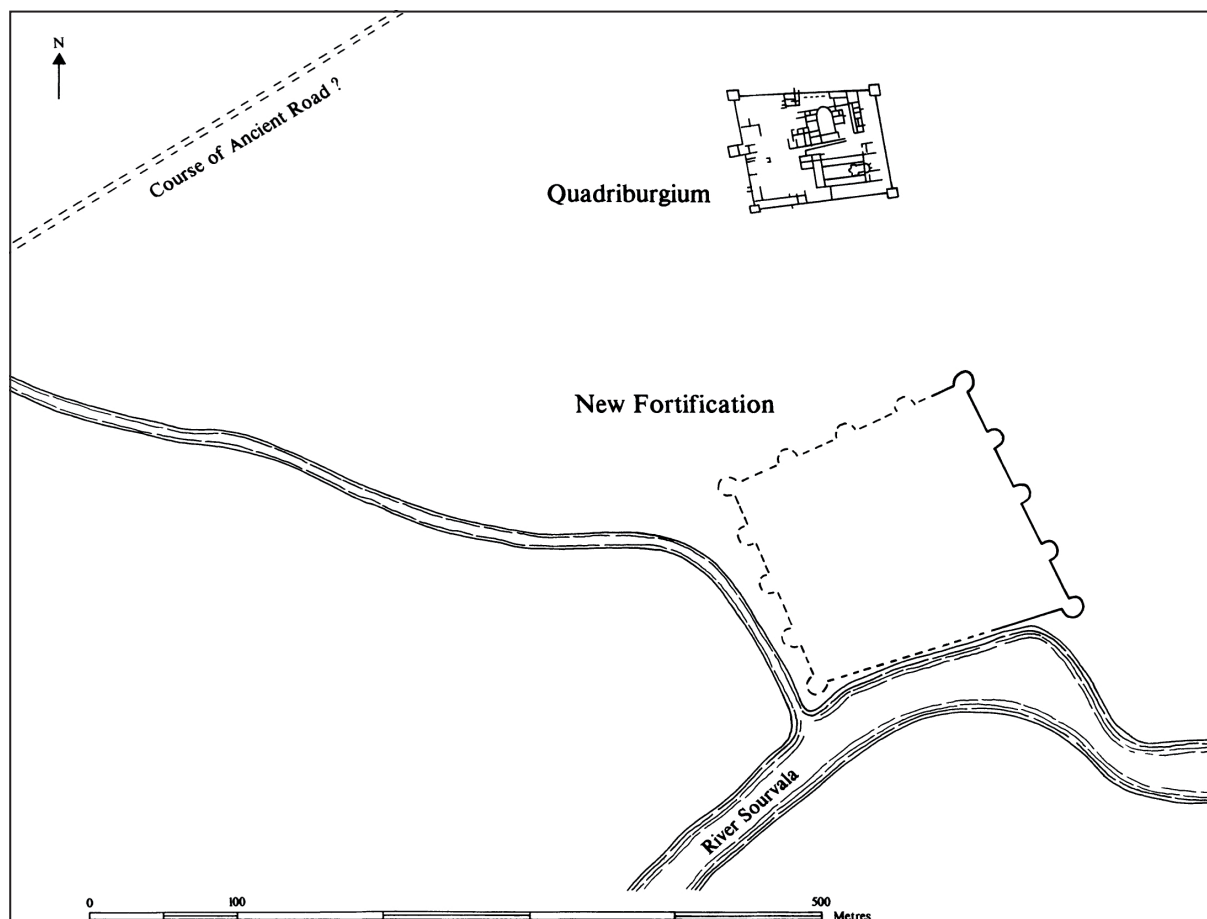 N
Course of Ancient Road ?
Quadriburgium
New Fortification
River Sourvala
0 100 500
Metres